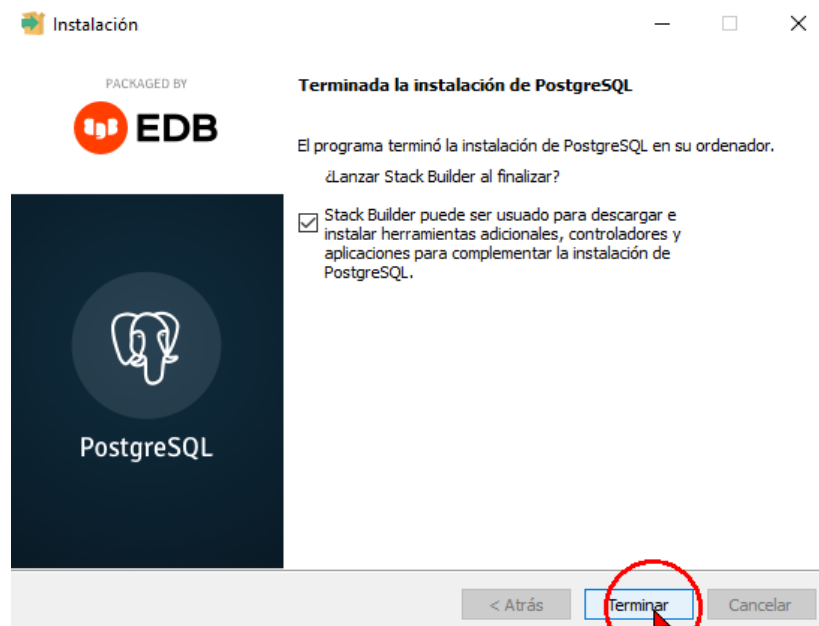 Instalación
PACKAGED BY
EDB
PostgreSQL
Terminada la instalación de PostgreSQL
El programa terminó la instalación de PostgreSQL en su ordenador.
¿Lanzar Stack Builder al finalizar?
Stack Builder puede ser usuado para descargar e
instalar herramientas adicionales, controladores y
aplicaciones para complementar la instalación de
PostgreSQL.
< Atrás
Terminar
Cancelar